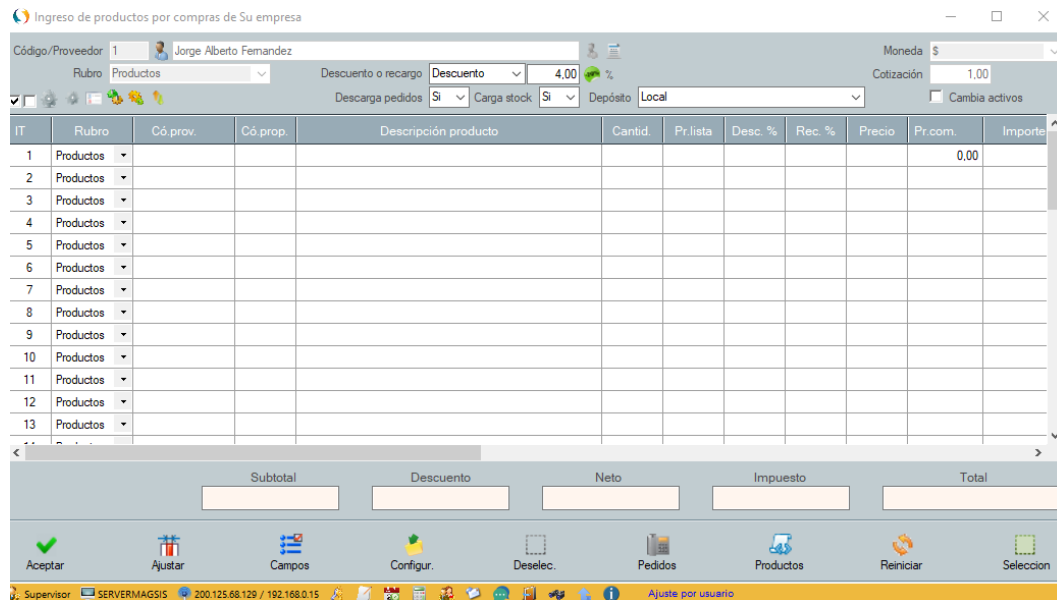 Ingreso de productos por compras de Su empresa
Código/Proveedor 1 Jorge Alberto Fernandez Moneda $
Rubro Productos Descuento o recargo Descuento 4,00 % Cotización 1,00
Descarga pedidos Si Carga stock Si Depósito Local Cambia activos
IT Rubro Có.prov. Có.prop. Descripción producto Cantid. Pr.lista Desc. % Rec. % Precio Pr.com. Importe
1 Productos 0,00
2 Productos
3 Productos
4 Productos
5 Productos
6 Productos
7 Productos
8 Productos
9 Productos
10 Productos
11 Productos
12 Productos
13 Productos
Subtotal Descuento Neto Impuesto Total
Aceptar Ajustar Campos Configur. Deselec. Pedidos Productos Reiniciar Seleccion
Supervisor SERVERMAGSIS 200.125.68.129 / 192.168.0.15 Ajuste por usuario